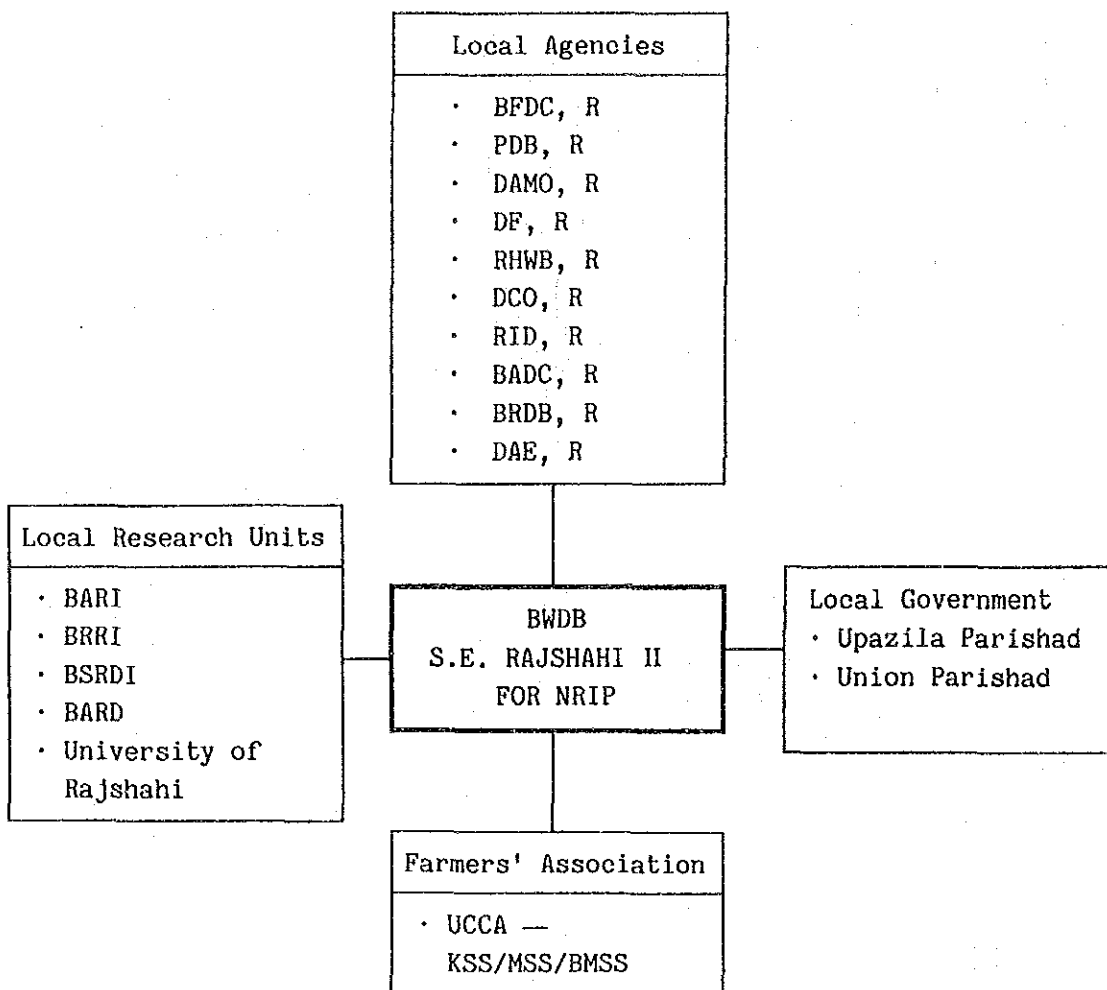 Local Agencies
· BFDC, R
· PDB, R
· DAMO, R
· DF, R
· RHWB, R
· DCO, R
· RID, R
· BADC, R
· BRDB, R
· DAE, R
Local Research Units
· BARI
· BRRI
· BSRDI
· BARD
· University of
Rajshahi
BWDB
S.E. RAJSHAHI II
FOR NRIP
Local Government
· Upazila Parishad
· Union Parishad
Farmers' Association
· UCCA —
KSS/MSS/BMSS